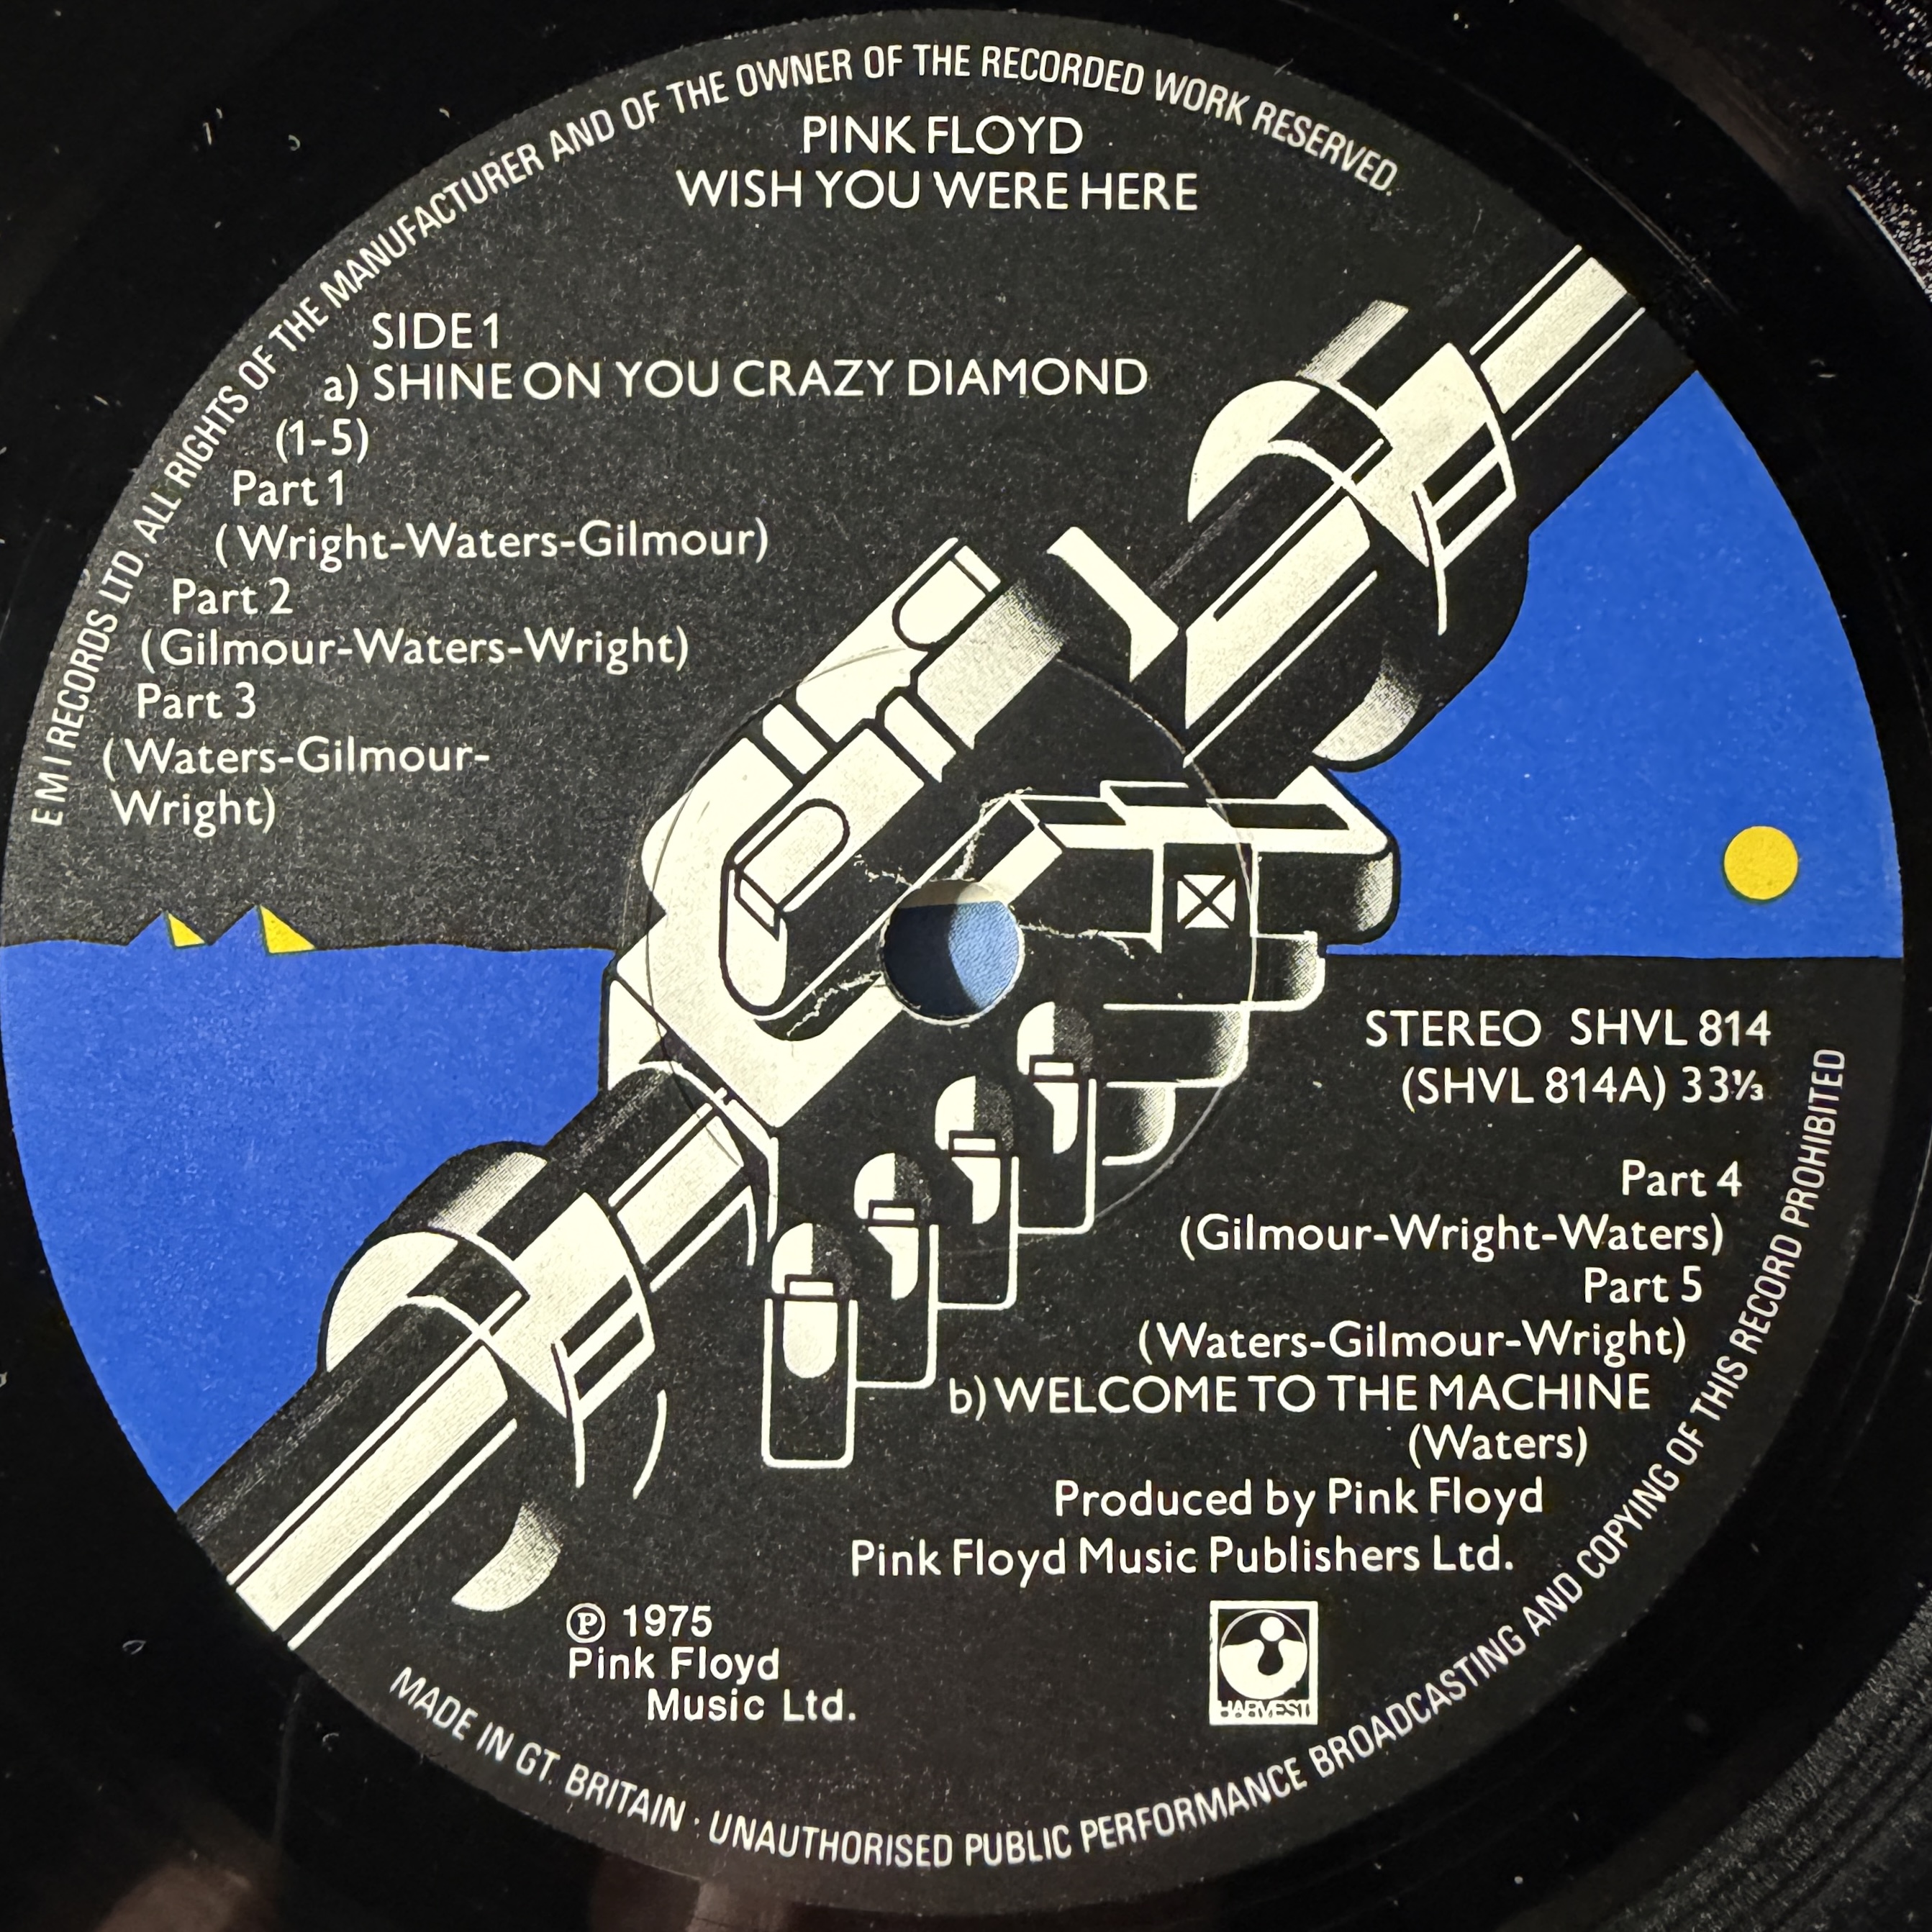 E M I RECORDS LTD. ALL RIGHTS OF THE MANUFACTURER AND OF THE OWNER OF THE RECORDED WORK RESERVED.
PINK FLOYD
WISH YOU WERE HERE
SIDE 1
a) SHINE ON YOU CRAZY DIAMOND
(1-5)
Part 1
(Wright-Waters-Gilmour)
Part 2
(Gilmour-Waters-Wright)
Part 3
(Waters-Gilmour-
Wright)
STEREO SHVL 814
(SHVL 814A) 33⅓
Part 4
(Gilmour-Wright-Waters)
Part 5
(Waters-Gilmour-Wright)
b) WELCOME TO THE MACHINE
(Waters)
Produced by Pink Floyd
Pink Floyd Music Publishers Ltd.
℗ 1975
Pink Floyd
Music Ltd.
HARVEST
MADE IN GT. BRITAIN · UNAUTHORISED PUBLIC PERFORMANCE BROADCASTING AND COPYING OF THIS RECORD PROHIBITED